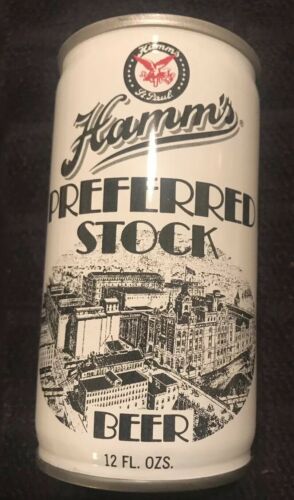 Hamm's
St. Paul
Hamm's®
PREFERRED
STOCK
BEER
12 FL. OZS.